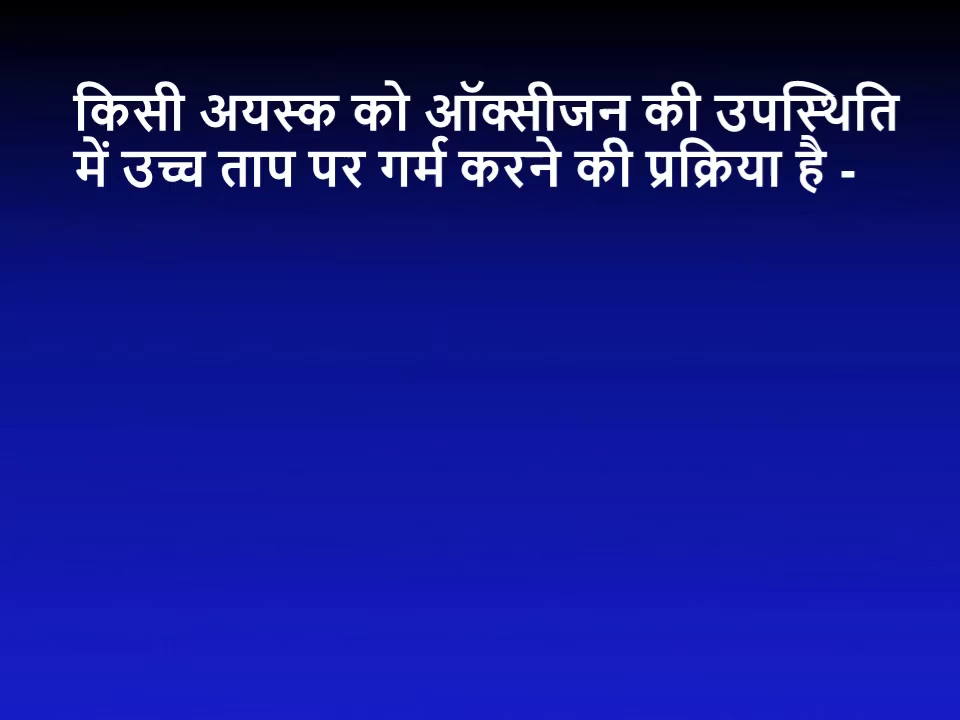 किसी अयस्क को ऑक्सीजन की उपस्थिति
में उच्च ताप पर गर्म करने की प्रक्रिया है -